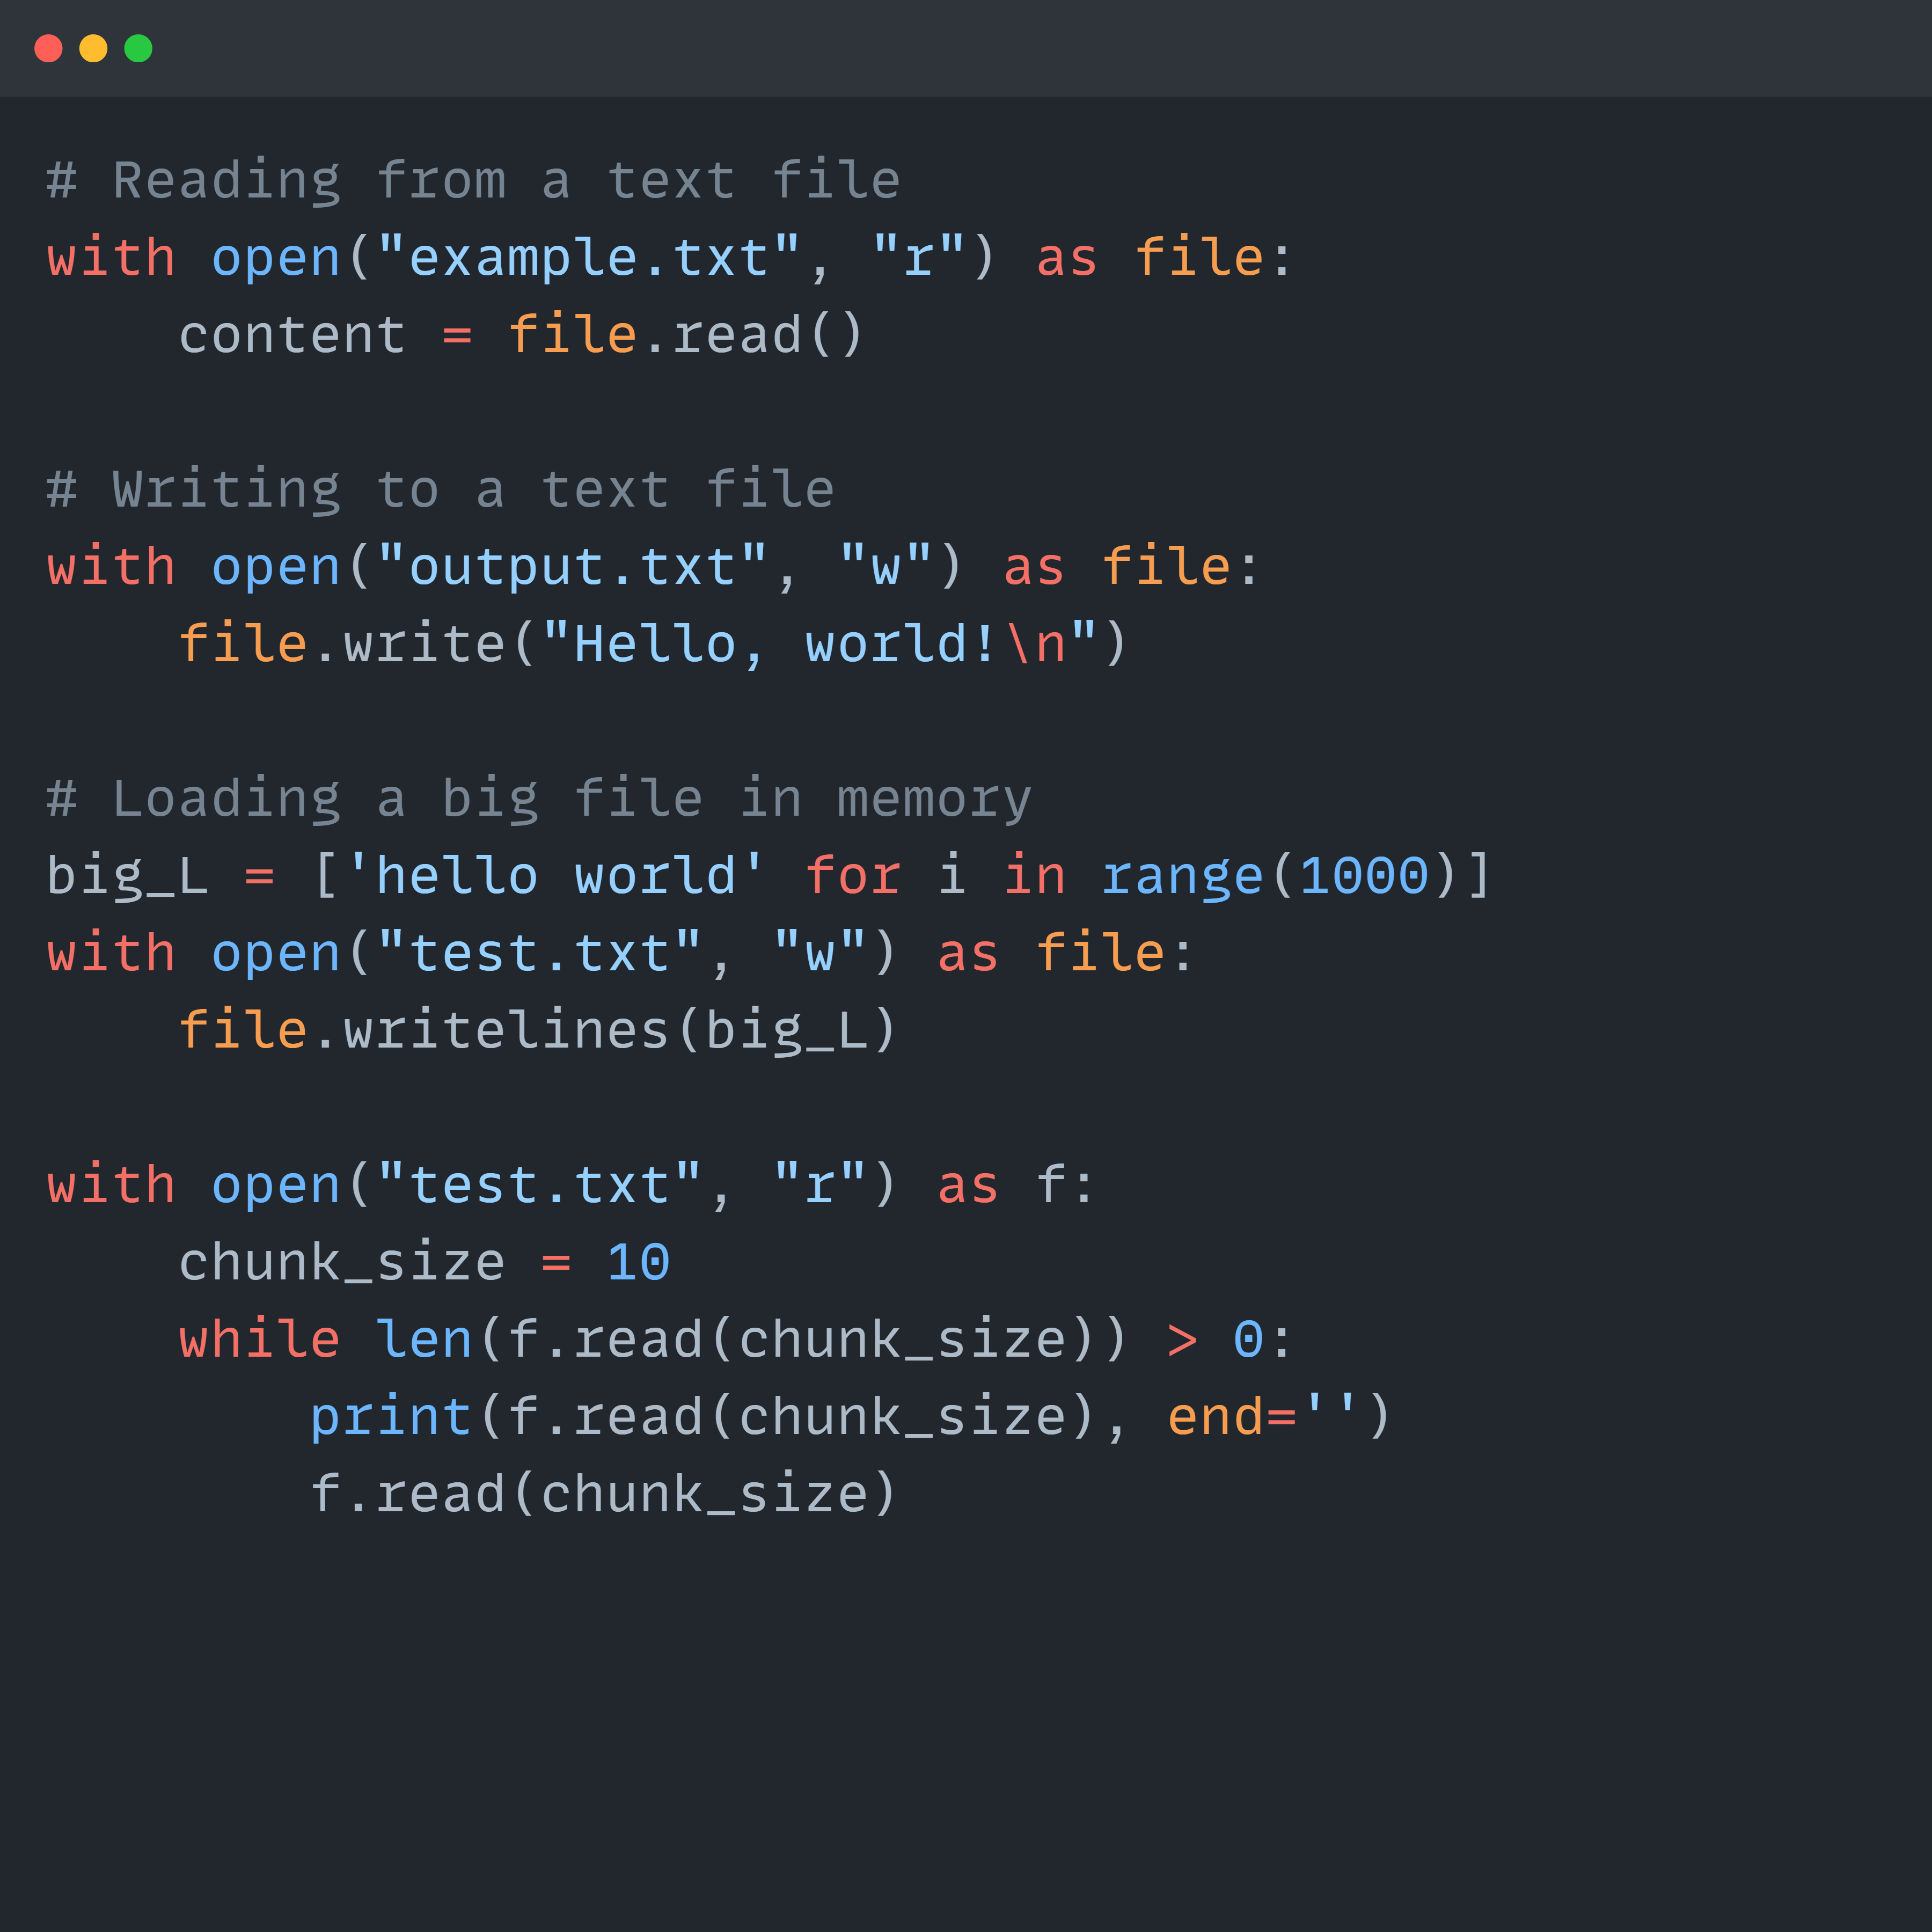 # Reading from a text file
with open("example.txt", "r") as file:
    content = file.read()

# Writing to a text file
with open("output.txt", "w") as file:
    file.write("Hello, world!\n")

# Loading a big file in memory
big_L = ['hello world' for i in range(1000)]
with open("test.txt", "w") as file:
    file.writelines(big_L)

with open("test.txt", "r") as f:
    chunk_size = 10
    while len(f.read(chunk_size)) > 0:
        print(f.read(chunk_size), end='')
        f.read(chunk_size)